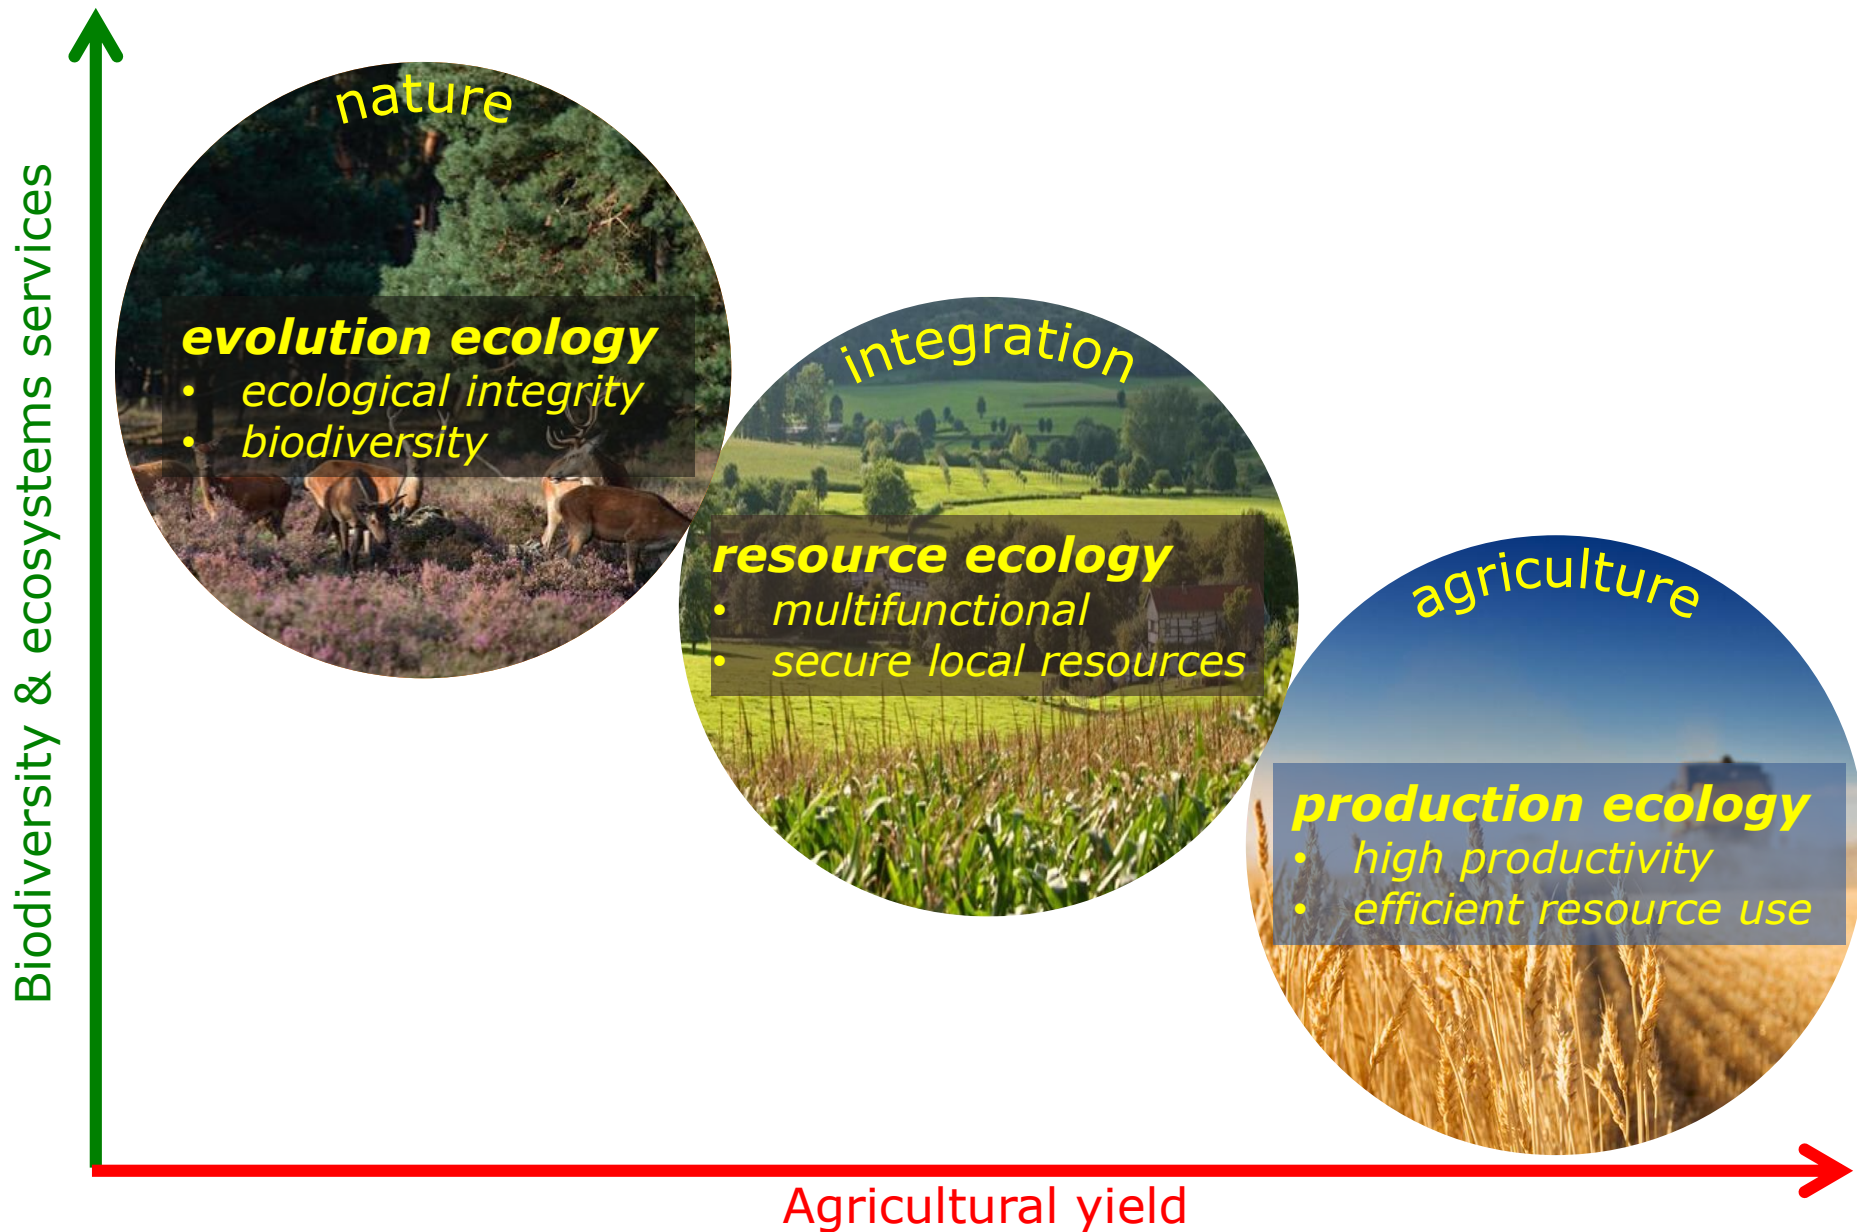 Biodiversity & ecosystems services
nature
evolution ecology
• ecological integrity
• biodiversity
integration
resource ecology
• multifunctional
• secure local resources
agriculture
production ecology
• high productivity
• efficient resource use
Agricultural yield